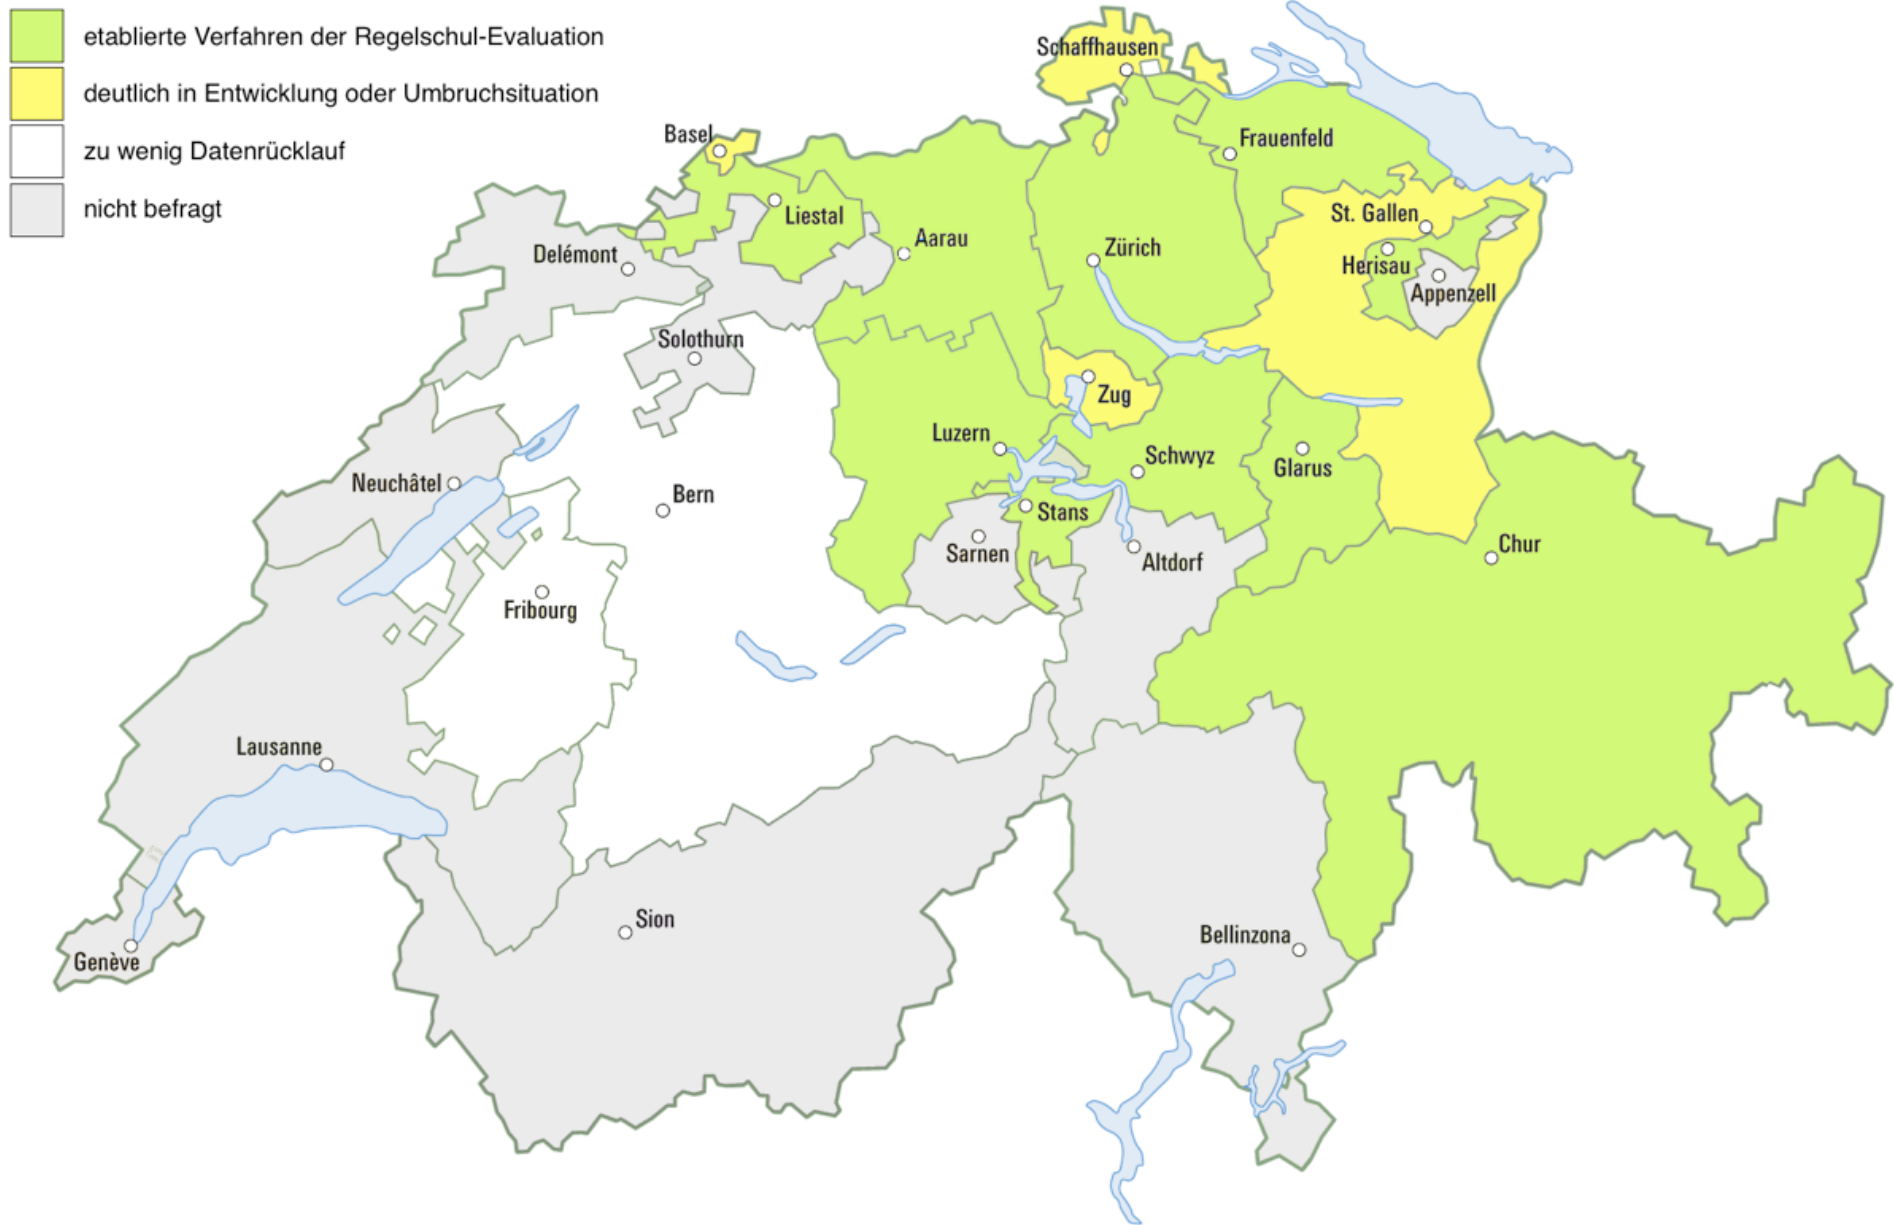 etablierte Verfahren der Regelschul-Evaluation
deutlich in Entwicklung oder Umbruchsituation
zu wenig Datenrücklauf
nicht befragt
Schaffhausen
Basel
Frauenfeld
Liestal
St. Gallen
Aarau
Zürich
Delémont
Herisau
Appenzell
Solothurn
Zug
Luzern
Schwyz
Glarus
Neuchâtel
Bern
Stans
Chur
Sarnen
Altdorf
Fribourg
Lausanne
Sion
Bellinzona
Genève